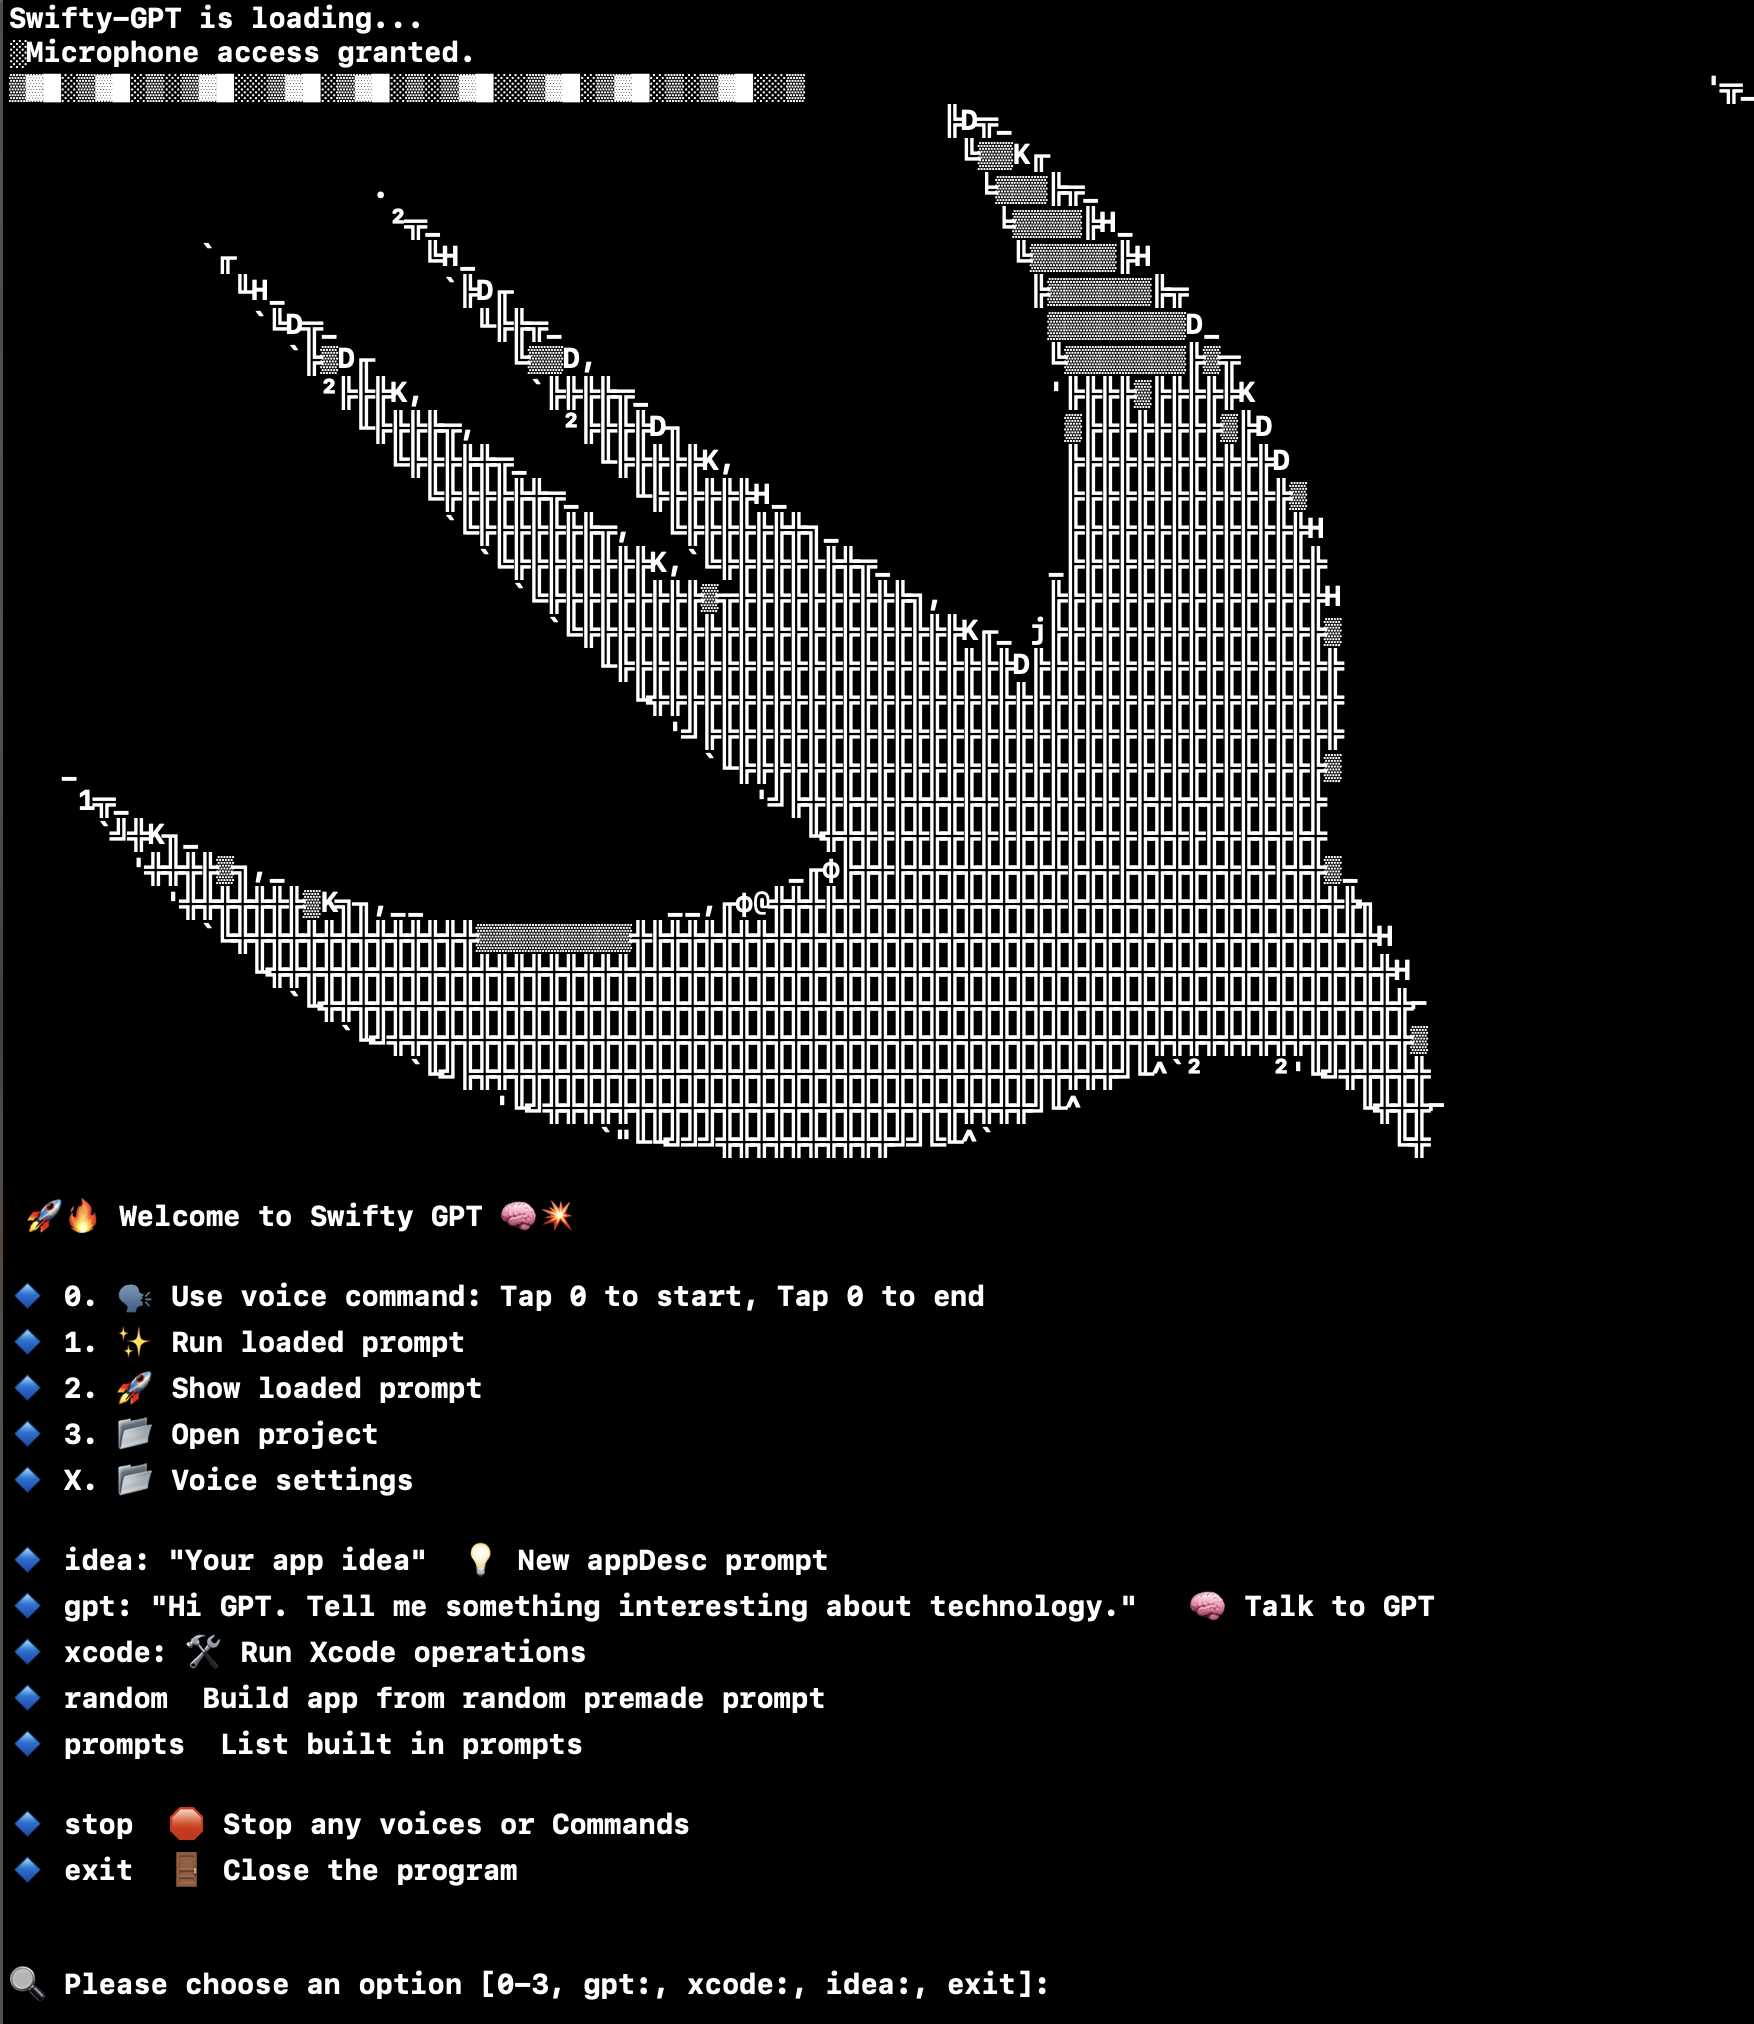 Swifty-GPT is loading...
Microphone access granted.
🚀🔥 Welcome to Swifty GPT 🧠💥
🔹 0. 🗣 Use voice command: Tap 0 to start, Tap 0 to end
🔹 1. ✨ Run loaded prompt
🔹 2. 🚀 Show loaded prompt
🔹 3. 📂 Open project
🔹 X. 📂 Voice settings
🔹 idea: "Your app idea" 💡 New appDesc prompt
🔹 gpt: "Hi GPT. Tell me something interesting about technology." 🧠 Talk to GPT
🔹 xcode: 🛠 Run Xcode operations
🔹 random Build app from random premade prompt
🔹 prompts List built in prompts
🔹 stop 🛑 Stop any voices or Commands
🔹 exit 🚪 Close the program
🔍 Please choose an option [0-3, gpt:, xcode:, idea:, exit]: